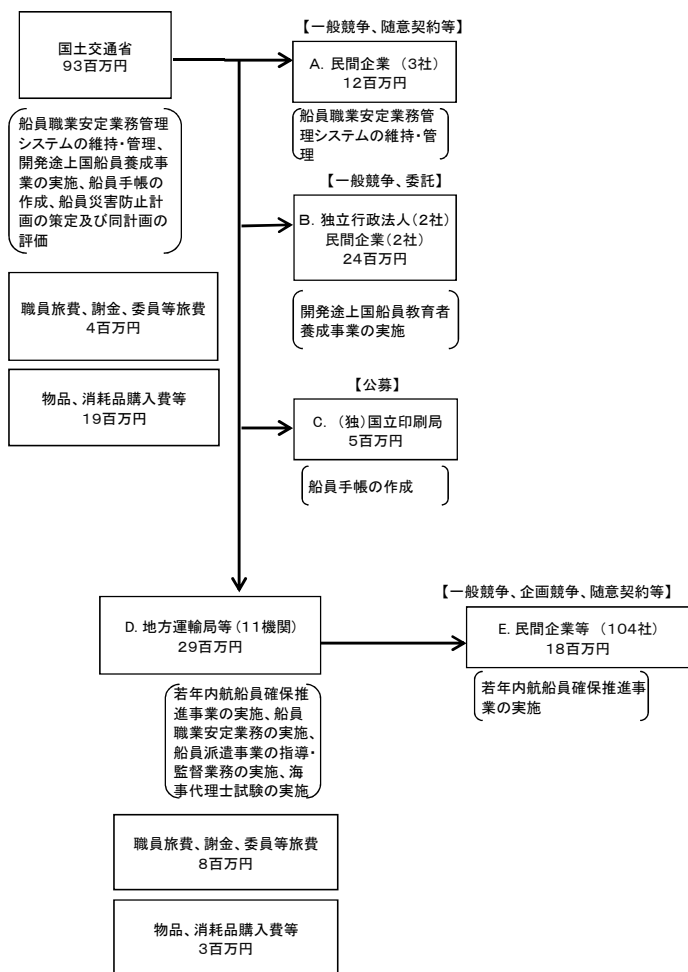 国土交通省
93百万円
船員職業安定業務管理
システムの維持・管理、
開発途上国船員養成事
業の実施、船員手帳の
作成、船員災害防止計
画の策定及び同計画の
評価
職員旅費、謝金、委員等旅費
4百万円
物品、消耗品購入費等
19百万円
【一般競争、随意契約等】
A. 民間企業 (3社)
12百万円
船員職業安定業務管
理システムの維持・管
理
【一般競争、委託】
B. 独立行政法人(2社)
民間企業(2社)
24百万円
開発途上国船員教育者
養成事業の実施
【公募】
C. (独)国立印刷局
5百万円
船員手帳の作成
D. 地方運輸局等(11機関)
29百万円
若年内航船員確保推
進事業の実施、船員
職業安定業務の実施、
船員派遣事業の指導・
監督業務の実施、海
事代理士試験の実施
職員旅費、謝金、委員等旅費
8百万円
物品、消耗品購入費等
3百万円
【一般競争、企画競争、随意契約等】
E. 民間企業等 (104社)
18百万円
若年内航船員確保推進事
業の実施